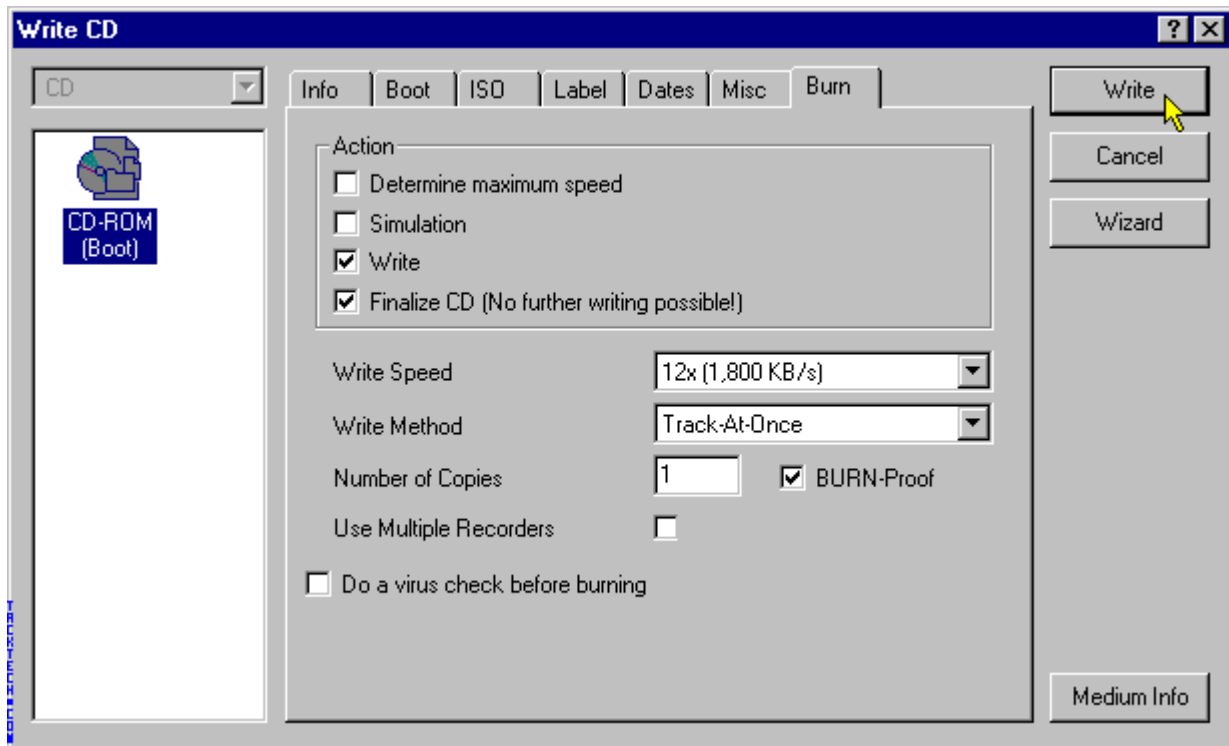 Write CD
CD
CD-ROM
(Boot)
Info Boot ISO Label Dates Misc Burn
Action
Determine maximum speed
Simulation
Write
Finalize CD (No further writing possible!)
Write Speed 12x (1,800 KB/s)
Write Method Track-At-Once
Number of Copies 1 BURN-Proof
Use Multiple Recorders
Do a virus check before burning
Write
Cancel
Wizard
Medium Info